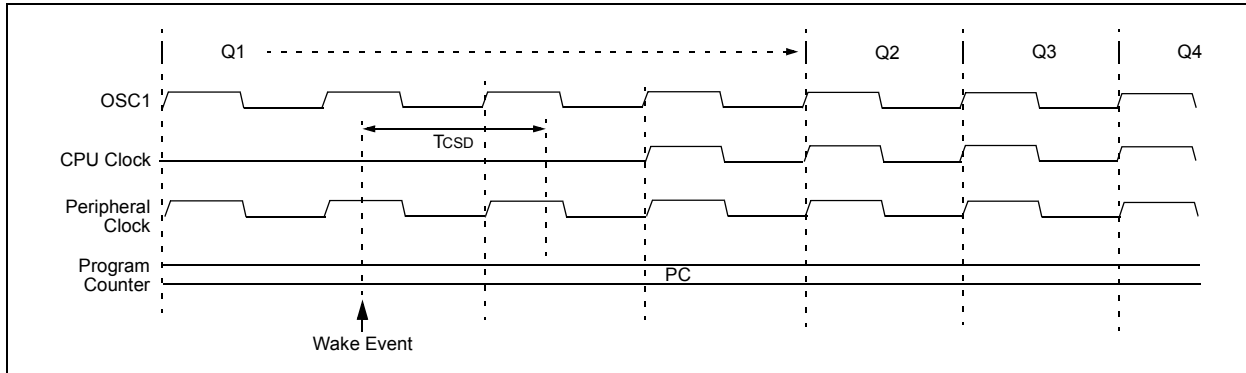 Q1 Q2 Q3 Q4
OSC1
TCSD
CPU Clock
Peripheral
Clock
Program
Counter
PC
Wake Event